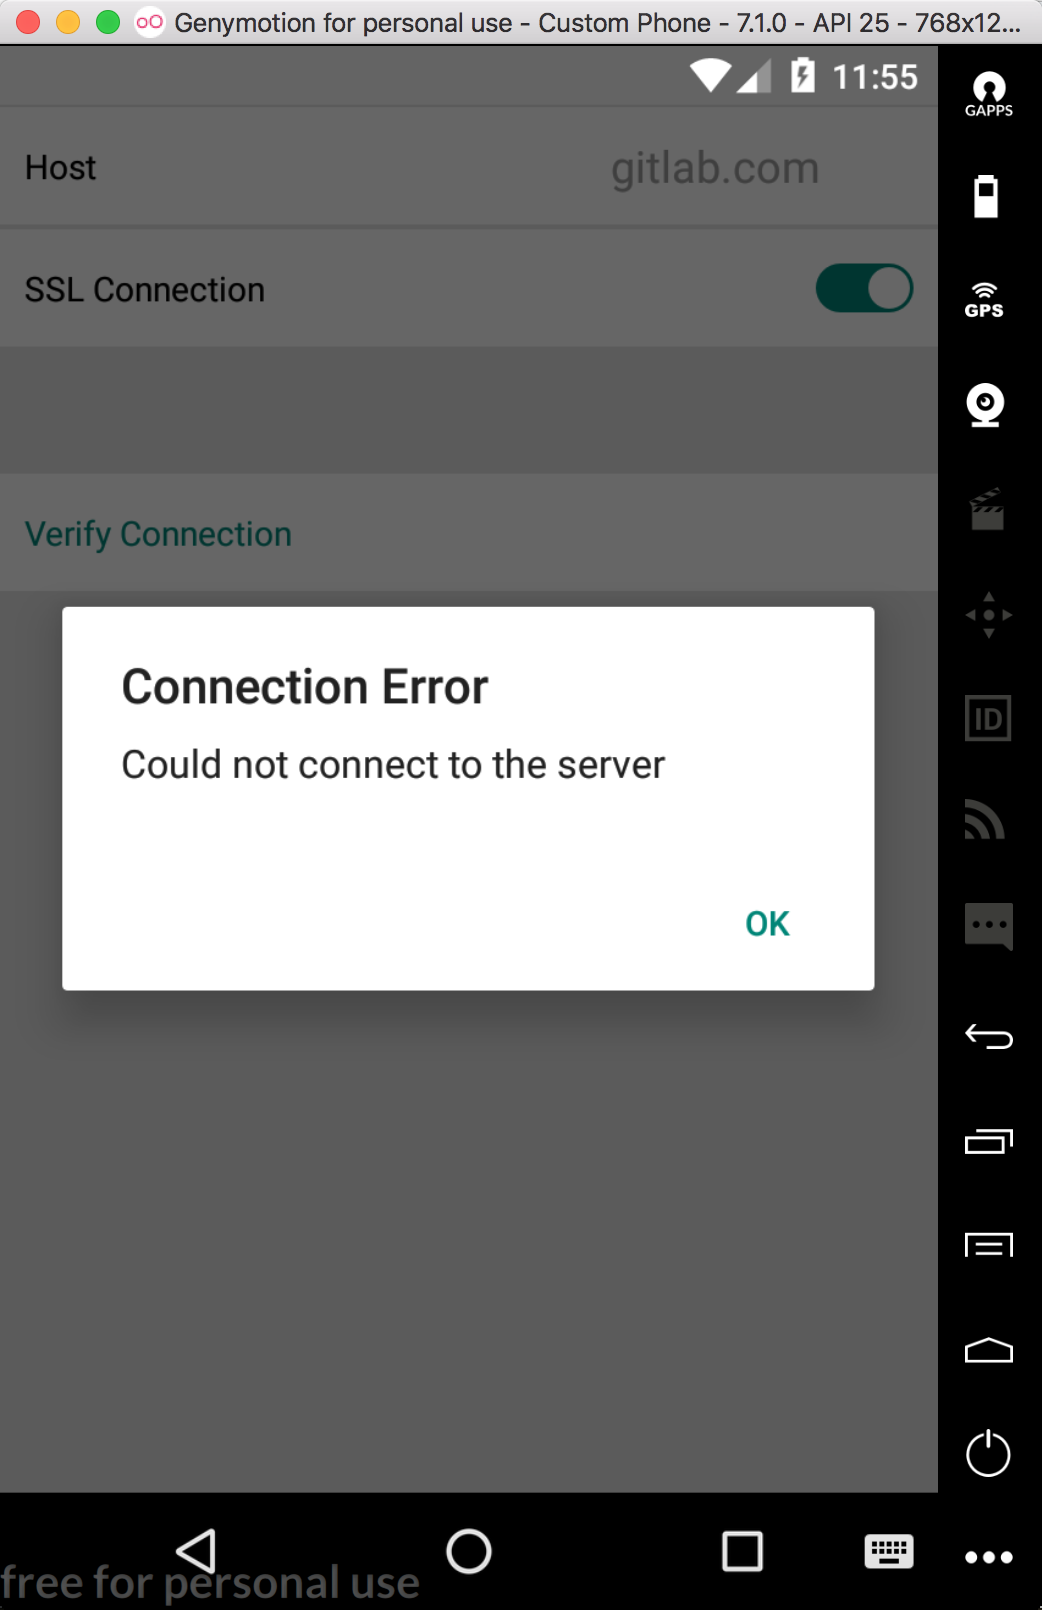 Genymotion for personal use - Custom Phone - 7.1.0 - API 25 - 768x12...
11:55
GAPPS
Host
gitlab.com
SSL Connection
GPS
Verify Connection
Connection Error
ID
Could not connect to the server
OK
free for personal use